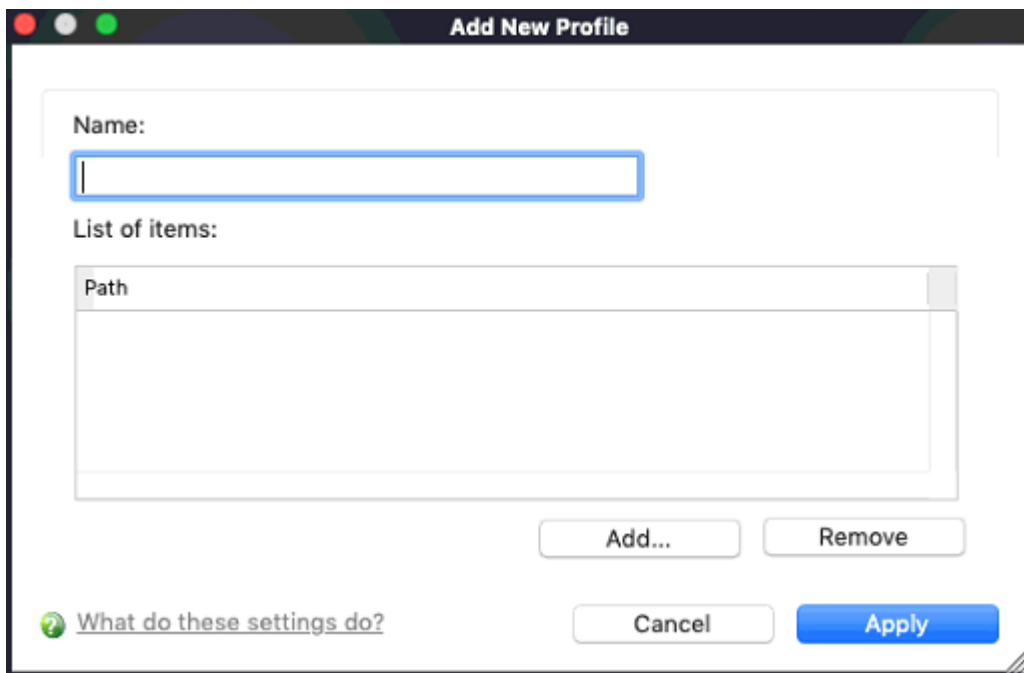 Add New Profile
Name:
List of items:
Path
Add...
Remove
What do these settings do?
Cancel
Apply